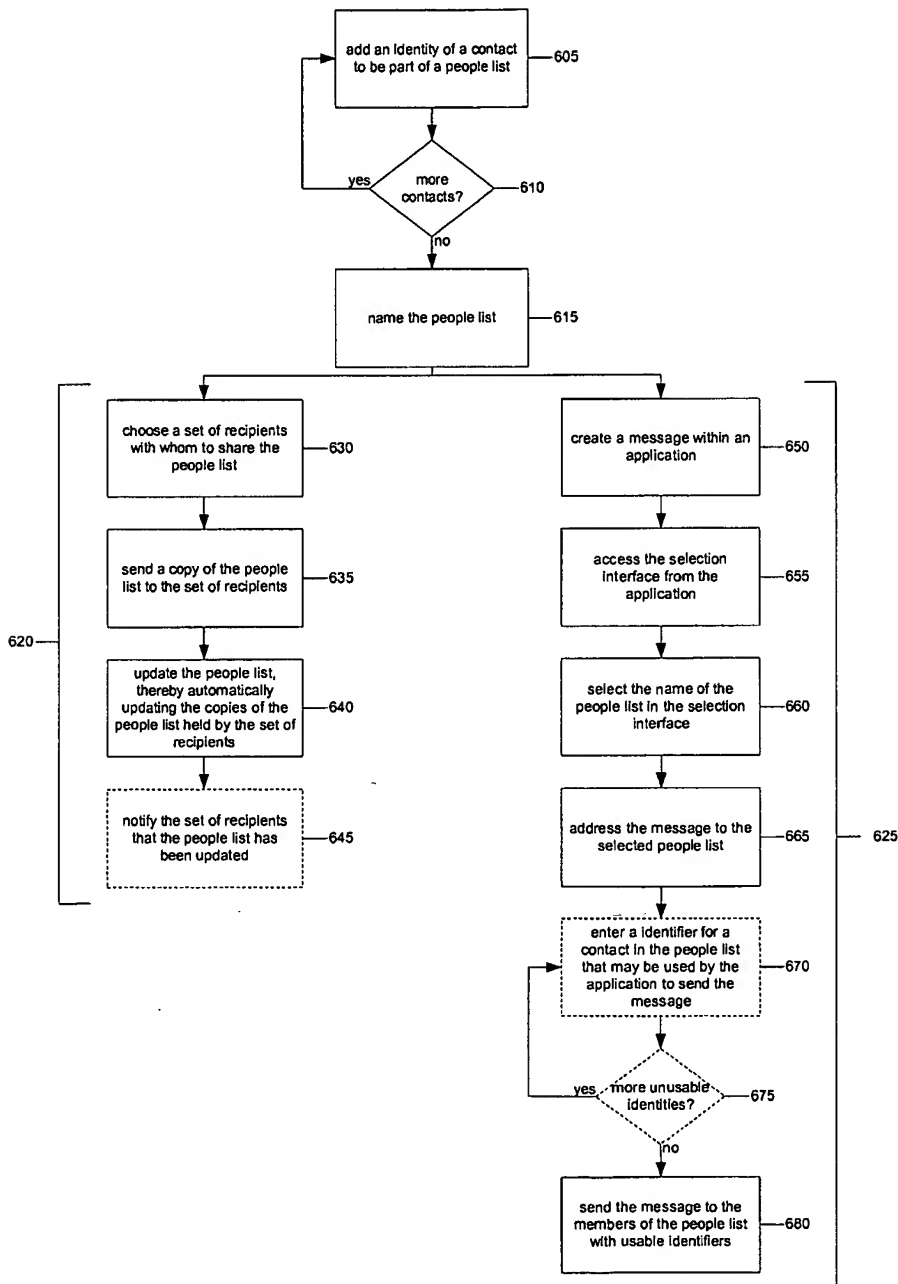 add an identity of a contact
to be part of a people list
605
more
contacts?
610
yes
no
name the people list
615
620
choose a set of recipients
with whom to share the
people list
630
send a copy of the people
list to the set of recipients
635
update the people list,
thereby automatically
updating the copies of the
people list held by the set of
recipients
640
notify the set of recipients
that the people list has
been updated
645
625
create a message within an
application
650
access the selection
interface from the
application
655
select the name of the
people list in the selection
interface
660
address the message to the
selected people list
665
enter a identifier for a
contact in the people list
that may be used by the
application to send the
message
670
more unusable
identities?
675
yes
no
send the message to the
members of the people list
with usable identifiers
680